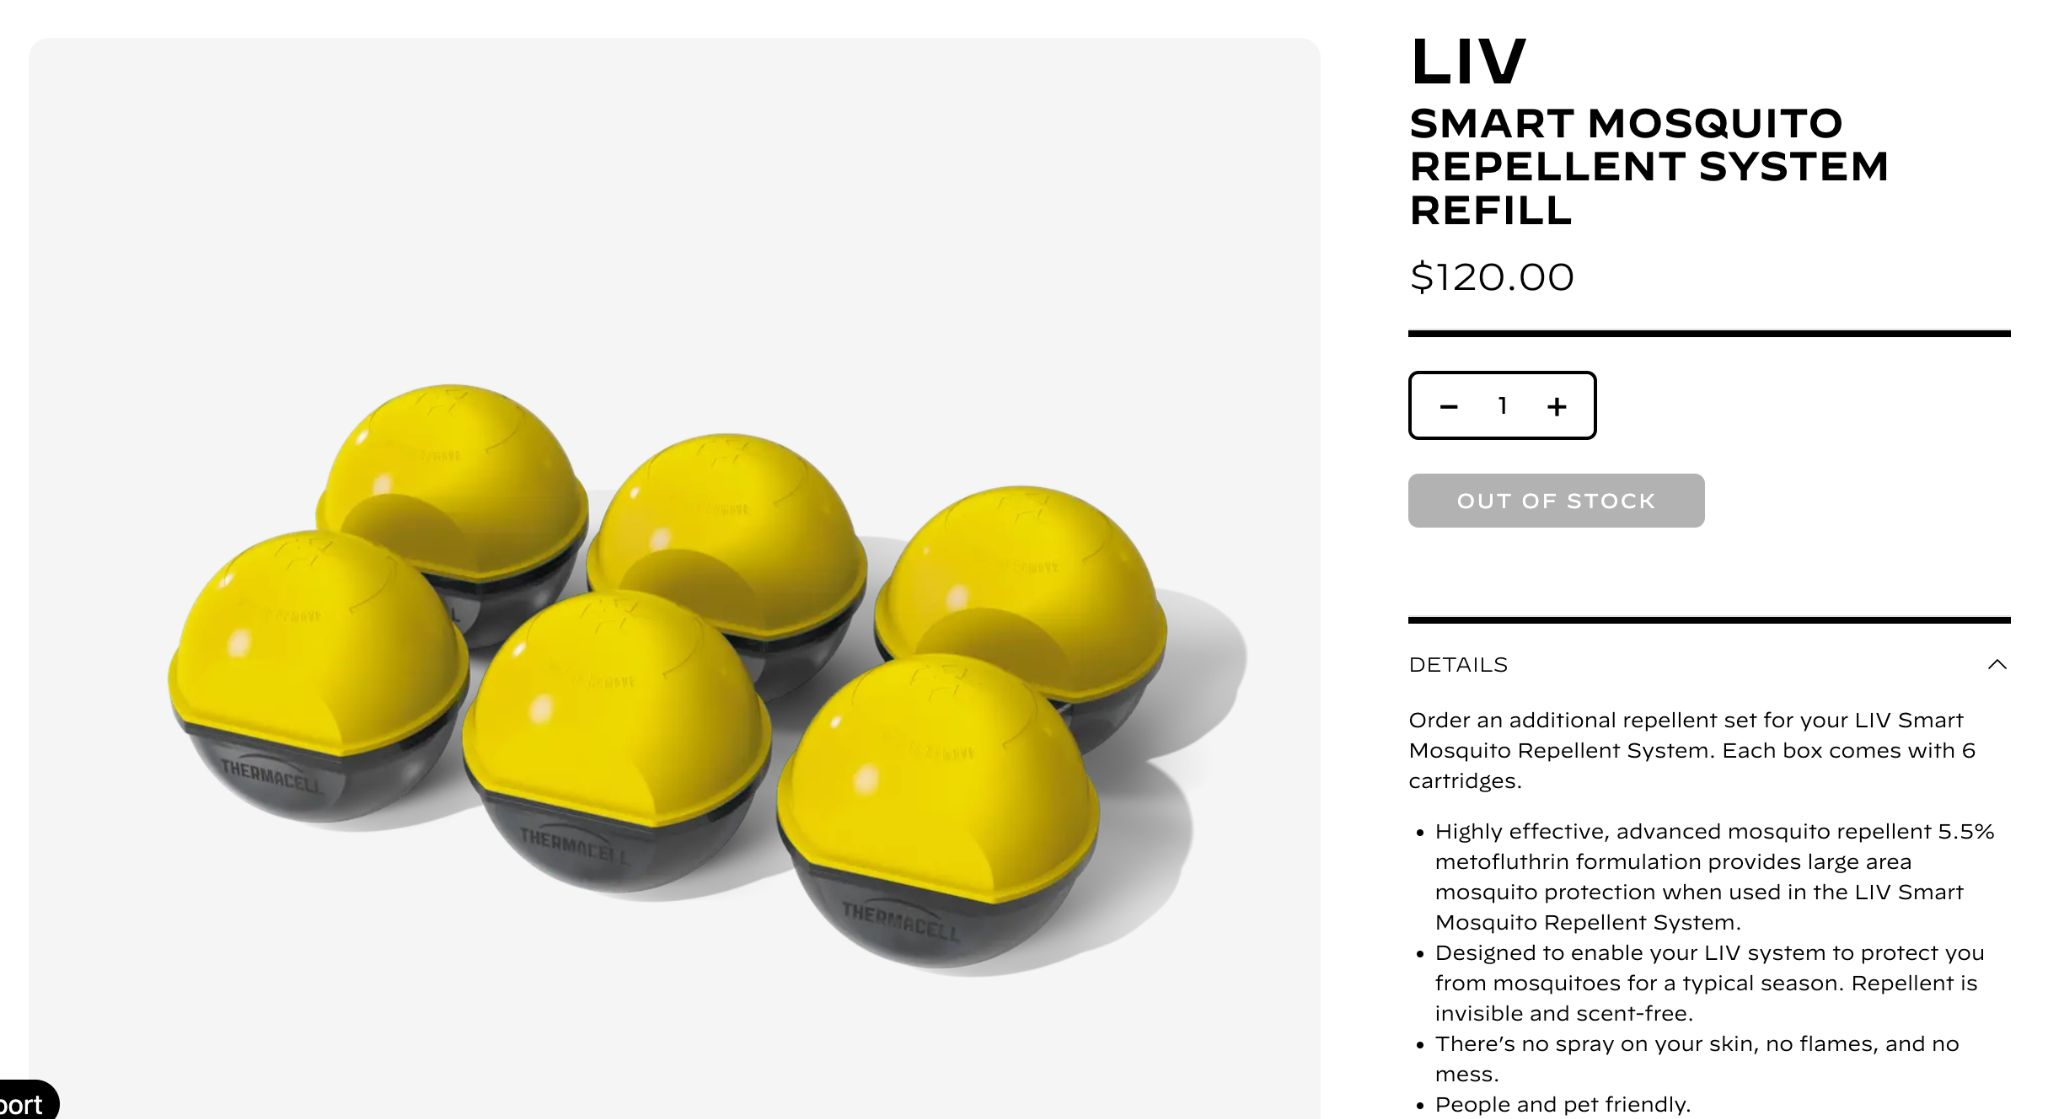 LIV
SMART MOSQUITO
REPELLENT SYSTEM
REFILL
$120.00
− 1 +
OUT OF STOCK
DETAILS
Order an additional repellent set for your LIV Smart
Mosquito Repellent System. Each box comes with 6
cartridges.
• Highly effective, advanced mosquito repellent 5.5%
metofluthrin formulation provides large area
mosquito protection when used in the LIV Smart
Mosquito Repellent System.
• Designed to enable your LIV system to protect you
from mosquitoes for a typical season. Repellent is
invisible and scent-free.
• There’s no spray on your skin, no flames, and no
mess.
• People and pet friendly.
THERMACELL
THERMACELL
THERMACELL